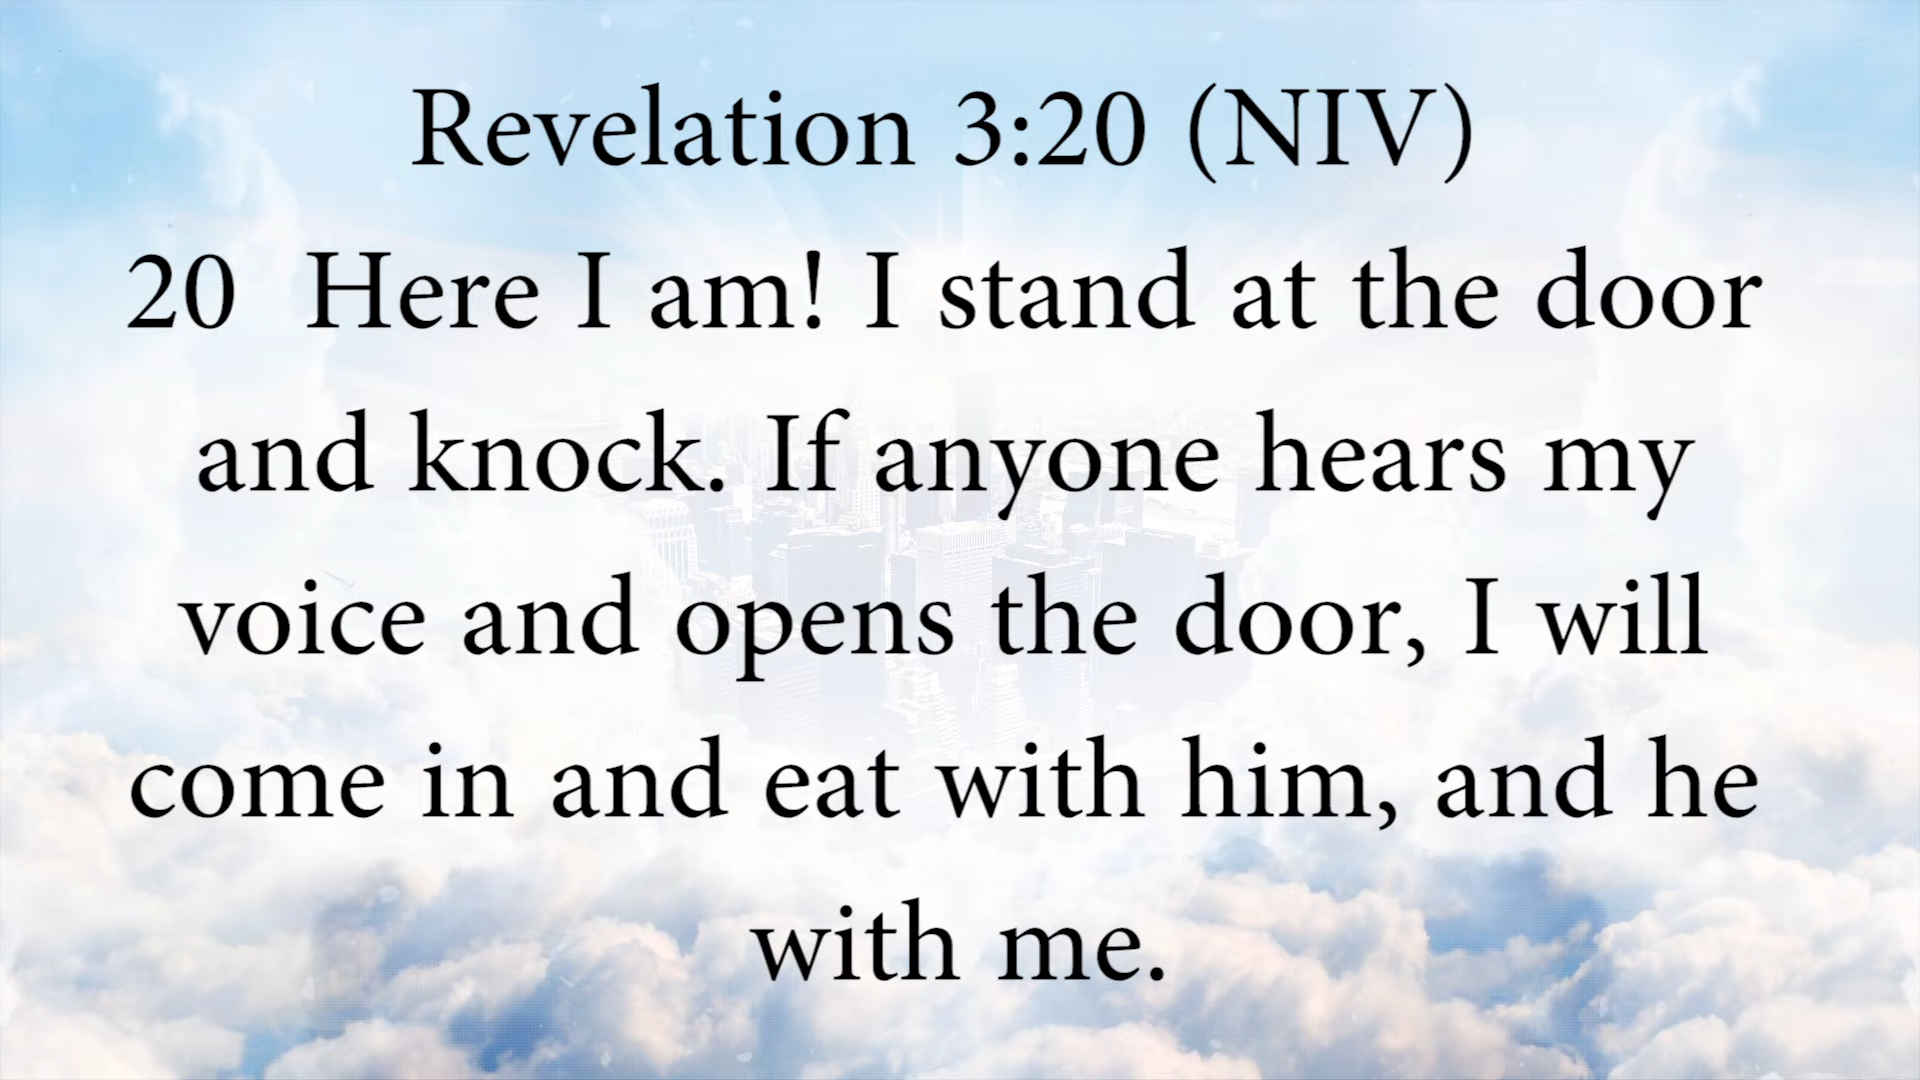 Revelation 3:20 (NIV)
20  Here I am! I stand at the door
and knock. If anyone hears my
voice and opens the door, I will
come in and eat with him, and he
with me.